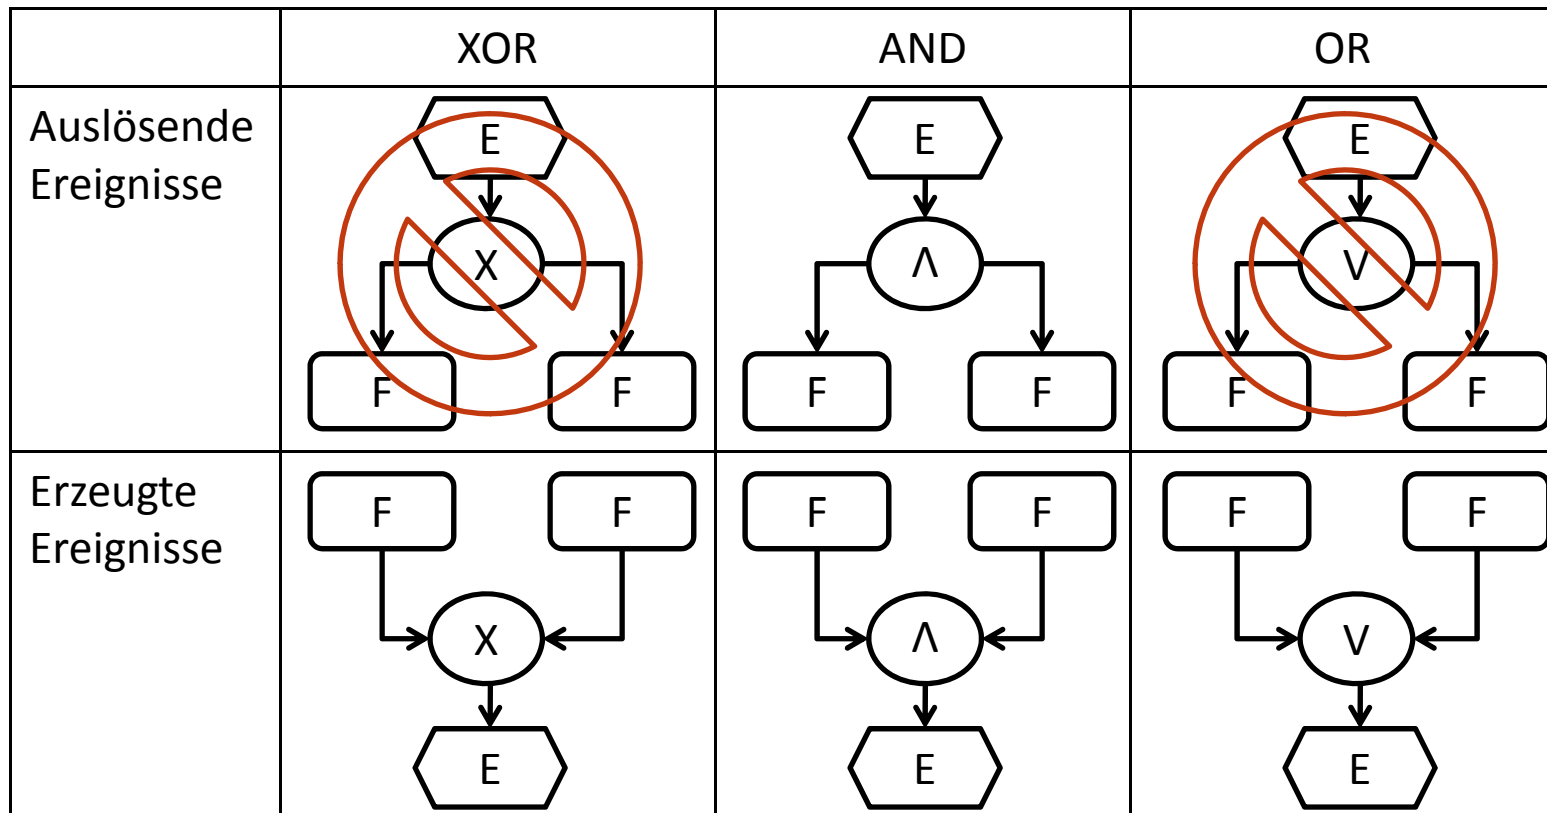 XOR AND OR
Auslösende
Ereignisse
E E E
X Λ V
F F F F F F
Erzeugte
Ereignisse
F F F F F F
X Λ V
E E E